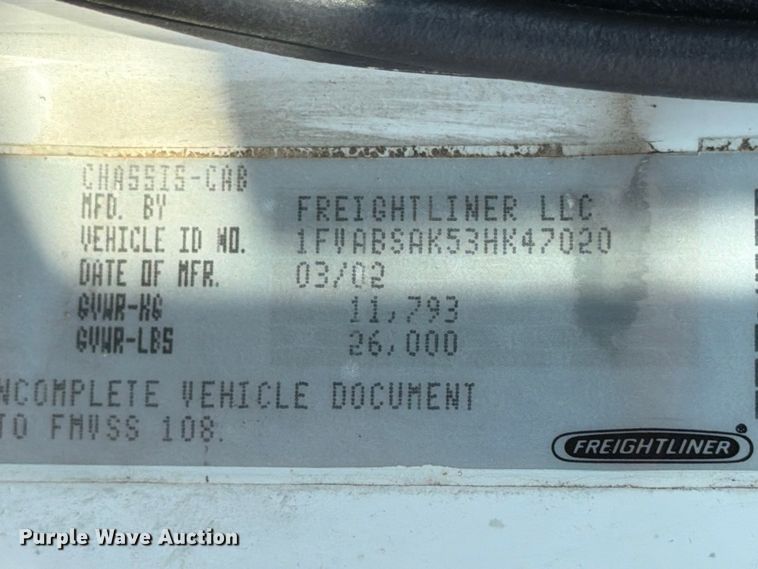 CHASSIS-CAB
MFD. BY FREIGHTLINER LLC
VEHICLE ID NO. 1FVABSAK53HK47020
DATE OF MFR. 03/02
GVWR-KG 11,793
GVWR-LBS 26,000
NCOMPLETE VEHICLE DOCUMENT
TO FMVSS 108.
FREIGHTLINER
Purple Wave Auction